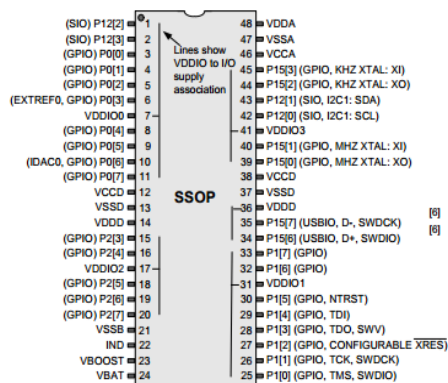 (SIO) P12[2] 1 48 VDDA
(SIO) P12[3] 2 47 VSSA
(GPIO) P0[0] 3 46 VCCA
(GPIO) P0[1] 4 45 P15[3] (GPIO, KHZ XTAL: XI)
(GPIO) P0[2] 5 44 P15[2] (GPIO, KHZ XTAL: XO)
(EXTREF0, GPIO) P0[3] 6 43 P12[1] (SIO, I2C1: SDA)
VDDIO0 7 42 P12[0] (SIO, I2C1: SCL)
(GPIO) P0[4] 8 41 VDDIO3
(GPIO) P0[5] 9 40 P15[1] (GPIO, MHZ XTAL: XI)
(IDAC0, GPIO) P0[6] 10 39 P15[0] (GPIO, MHZ XTAL: XO)
(GPIO) P0[7] 11 38 VCCD
VCCD 12 37 VSSD
VSSD 13 36 VDDD
VDDD 14 35 P15[7] (USBIO, D-, SWDCK) [6]
(GPIO) P2[3] 15 34 P15[6] (USBIO, D+, SWDIO) [6]
(GPIO) P2[4] 16 33 P1[7] (GPIO)
VDDIO2 17 32 P1[6] (GPIO)
(GPIO) P2[5] 18 31 VDDIO1
(GPIO) P2[6] 19 30 P1[5] (GPIO, NTRST)
(GPIO) P2[7] 20 29 P1[4] (GPIO, TDI)
VSSB 21 28 P1[3] (GPIO, TDO, SWV)
IND 22 27 P1[2] (GPIO, CONFIGURABLE XRES)
VBOOST 23 26 P1[1] (GPIO, TCK, SWDCK)
VBAT 24 25 P1[0] (GPIO, TMS, SWDIO)
Lines show
VDDIO to I/O
supply
association
SSOP